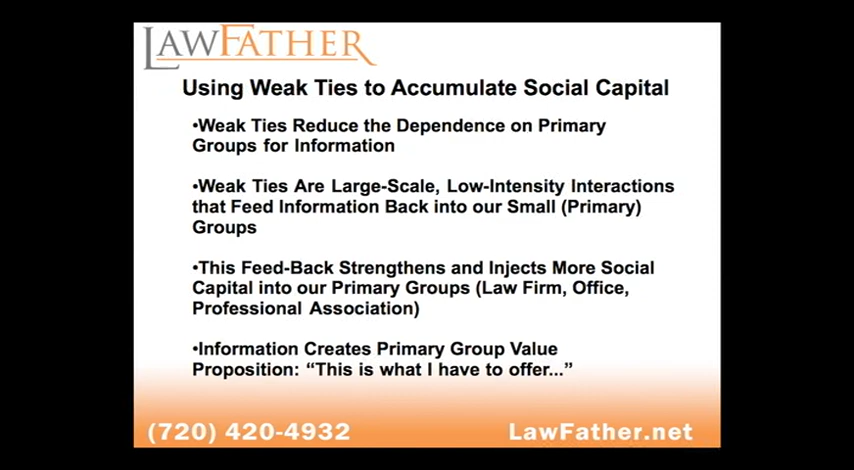 LAWFATHER
Using Weak Ties to Accumulate Social Capital
•Weak Ties Reduce the Dependence on Primary
Groups for Information
•Weak Ties Are Large-Scale, Low-Intensity Interactions
that Feed Information Back into our Small (Primary)
Groups
•This Feed-Back Strengthens and Injects More Social
Capital into our Primary Groups (Law Firm, Office,
Professional Association)
•Information Creates Primary Group Value
Proposition: “This is what I have to offer...”
(720) 420-4932
LawFather.net